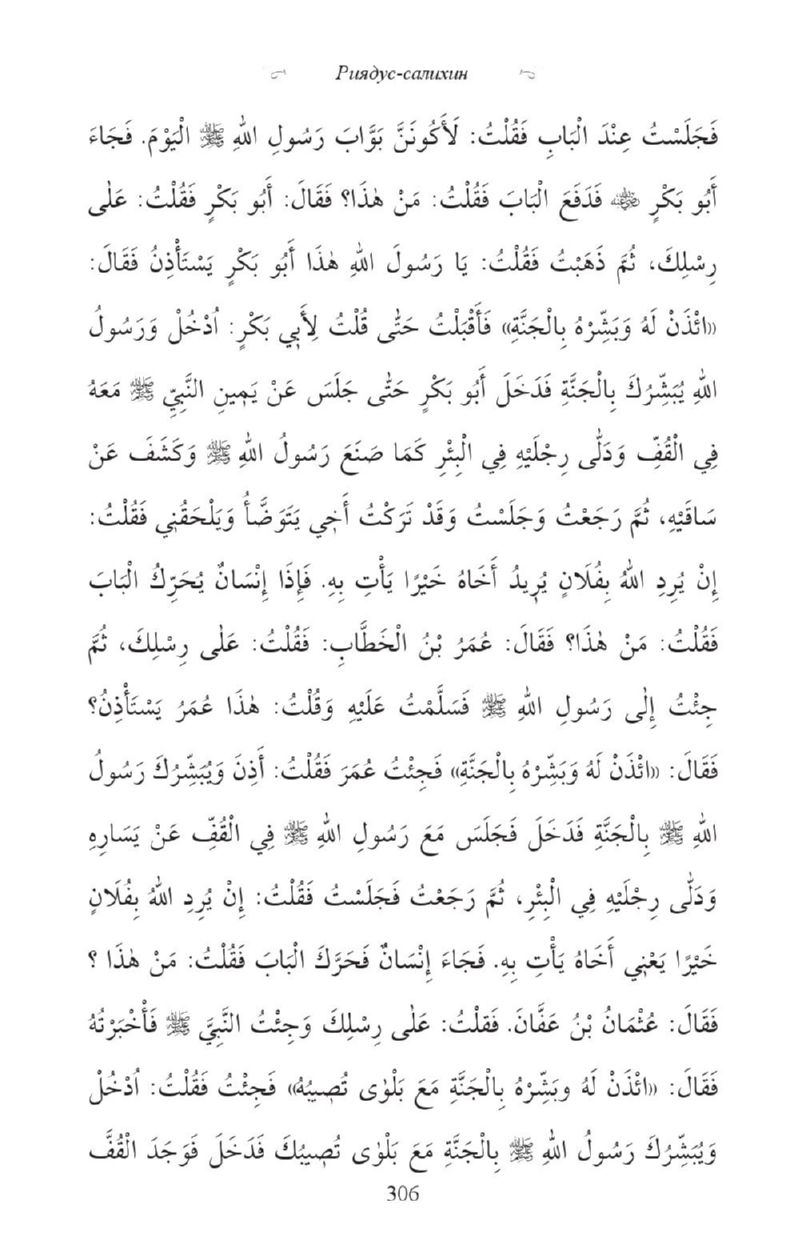 Риядус-салихин
فَجَلَسْتُ عِنْدَ الْبَابِ فَقُلْتُ: لَأَكُونَنَّ بَوَّابَ رَسُولِ اللهِ ﷺ الْيَوْمَ. فَجَاءَ
أَبُو بَكْرٍ ﵁ فَدَفَعَ الْبَابَ فَقُلْتُ: مَنْ هٰذَا؟ فَقَالَ: أَبُو بَكْرٍ فَقُلْتُ: عَلٰى
رِسْلِكَ، ثُمَّ ذَهَبْتُ فَقُلْتُ: يَا رَسُولَ اللهِ هٰذَا أَبُو بَكْرٍ يَسْتَأْذِنُ فَقَالَ:
«ائْذَنْ لَهُ وَبَشِّرْهُ بِالْجَنَّةِ» فَأَقْبَلْتُ حَتّٰى قُلْتُ لِأَبِي بَكْرٍ: اُدْخُلْ وَرَسُولُ
اللهِ يُبَشِّرُكَ بِالْجَنَّةِ فَدَخَلَ أَبُو بَكْرٍ حَتّٰى جَلَسَ عَنْ يَمِينِ النَّبِيِّ ﷺ مَعَهُ
فِي الْقُفِّ وَدَلّٰى رِجْلَيْهِ فِي الْبِئْرِ كَمَا صَنَعَ رَسُولُ اللهِ ﷺ وَكَشَفَ عَنْ
سَاقَيْهِ، ثُمَّ رَجَعْتُ وَجَلَسْتُ وَقَدْ تَرَكْتُ أَخِي يَتَوَضَّأُ وَيَلْحَقُنِي فَقُلْتُ:
إِنْ يُرِدِ اللهُ بِفُلَانٍ يُرِيدُ أَخَاهُ خَيْرًا يَأْتِ بِهِ. فَإِذَا إِنْسَانٌ يُحَرِّكُ الْبَابَ
فَقُلْتُ: مَنْ هٰذَا؟ فَقَالَ: عُمَرُ بْنُ الْخَطَّابِ: فَقُلْتُ: عَلٰى رِسْلِكَ، ثُمَّ
جِئْتُ إِلٰى رَسُولِ اللهِ ﷺ فَسَلَّمْتُ عَلَيْهِ وَقُلْتُ: هٰذَا عُمَرُ يَسْتَأْذِنُ؟
فَقَالَ: «ائْذَنْ لَهُ وَبَشِّرْهُ بِالْجَنَّةِ» فَجِئْتُ عُمَرَ فَقُلْتُ: أَذِنَ وَيُبَشِّرُكَ رَسُولُ
اللهِ ﷺ بِالْجَنَّةِ فَدَخَلَ فَجَلَسَ مَعَ رَسُولِ اللهِ ﷺ فِي الْقُفِّ عَنْ يَسَارِهِ
وَدَلّٰى رِجْلَيْهِ فِي الْبِئْرِ، ثُمَّ رَجَعْتُ فَجَلَسْتُ فَقُلْتُ: إِنْ يُرِدِ اللهُ بِفُلَانٍ
خَيْرًا يَعْنِي أَخَاهُ يَأْتِ بِهِ. فَجَاءَ إِنْسَانٌ فَحَرَّكَ الْبَابَ فَقُلْتُ: مَنْ هٰذَا ؟
فَقَالَ: عُثْمَانُ بْنُ عَفَّانَ. فَقلْتُ: عَلٰى رِسْلِكَ وَجِئْتُ النَّبِيَّ ﷺ فَأْخْبَرْتُهُ
فَقَالَ: «ائْذَنْ لَهُ وبَشِّرْهُ بِالْجَنَّةِ مَعَ بَلْوٰى تُصِيبُهُ» فَجِئْتُ فَقُلْتُ: اُدْخُلْ
وَيُبَشِّرُكَ رَسُولُ اللهِ ﷺ بِالْجَنَّةِ مَعَ بَلْوٰى تُصِيبُكَ فَدَخَلَ فَوَجَدَ الْقُفَّ
306